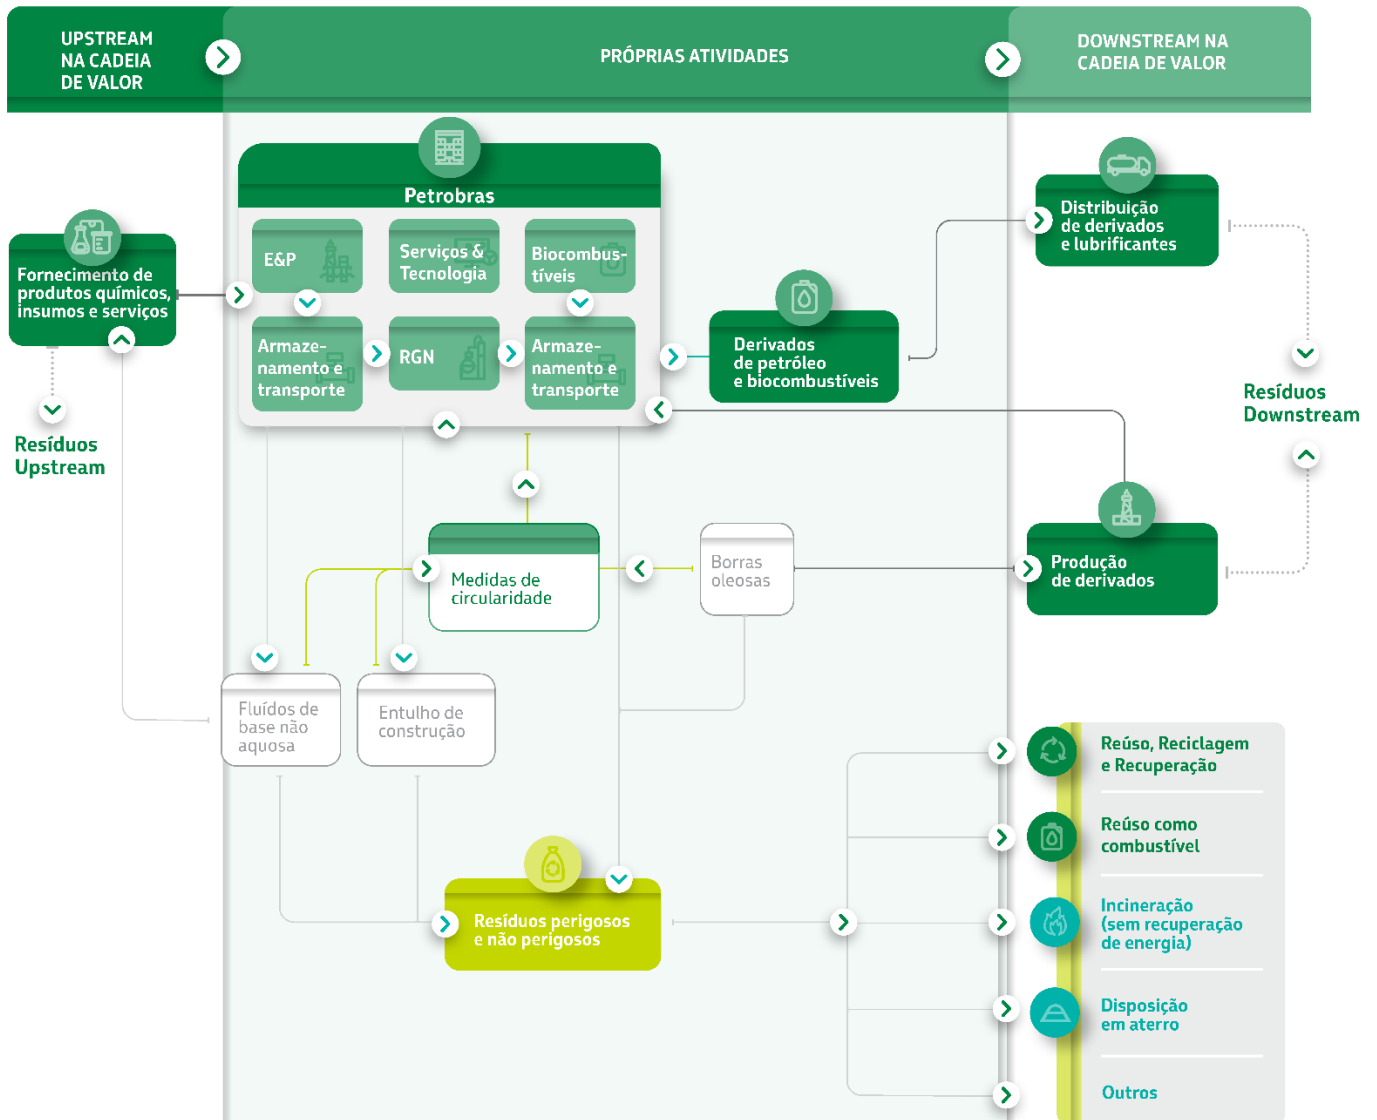 UPSTREAM
NA CADEIA
DE VALOR
PRÓPRIAS ATIVIDADES
DOWNSTREAM NA
CADEIA DE VALOR
Petrobras
E&P
Serviços &
Tecnologia
Biocombus-
tíveis
Armaze-
namento e
transporte
RGN
Armaze-
namento e
transporte
Fornecimento de
produtos químicos,
insumos e serviços
Resíduos
Upstream
Derivados
de petróleo
e biocombustíveis
Distribuição
de derivados
e lubrificantes
Resíduos
Downstream
Medidas de
circularidade
Borras
oleosas
Produção
de derivados
Fluídos de
base não
aquosa
Entulho de
construção
Resíduos perigosos
e não perigosos
Reúso, Reciclagem
e Recuperação
Reúso como
combustível
Incineração
(sem recuperação
de energia)
Disposição
em aterro
Outros